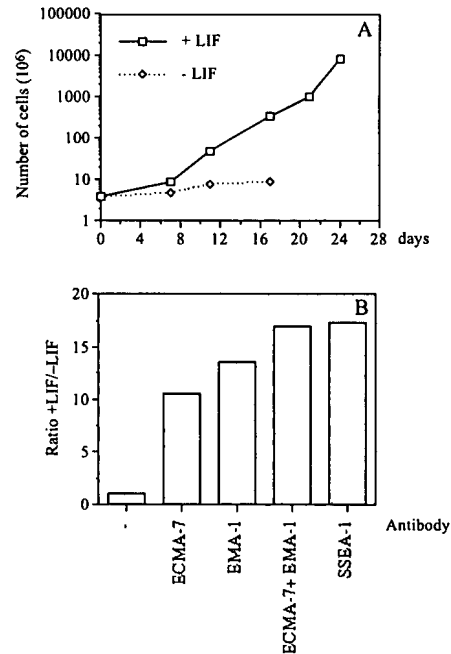 100000
10000
1000
100
10
1
Number of cells (10⁶)
+ LIF
- LIF
A
0 4 8 12 16 20 24 28 days
B
20
15
10
5
0
Ratio +LIF/−LIF
- ECMA-7 EMA-1 ECMA-7+ EMA-1 SSEA-1 Antibody